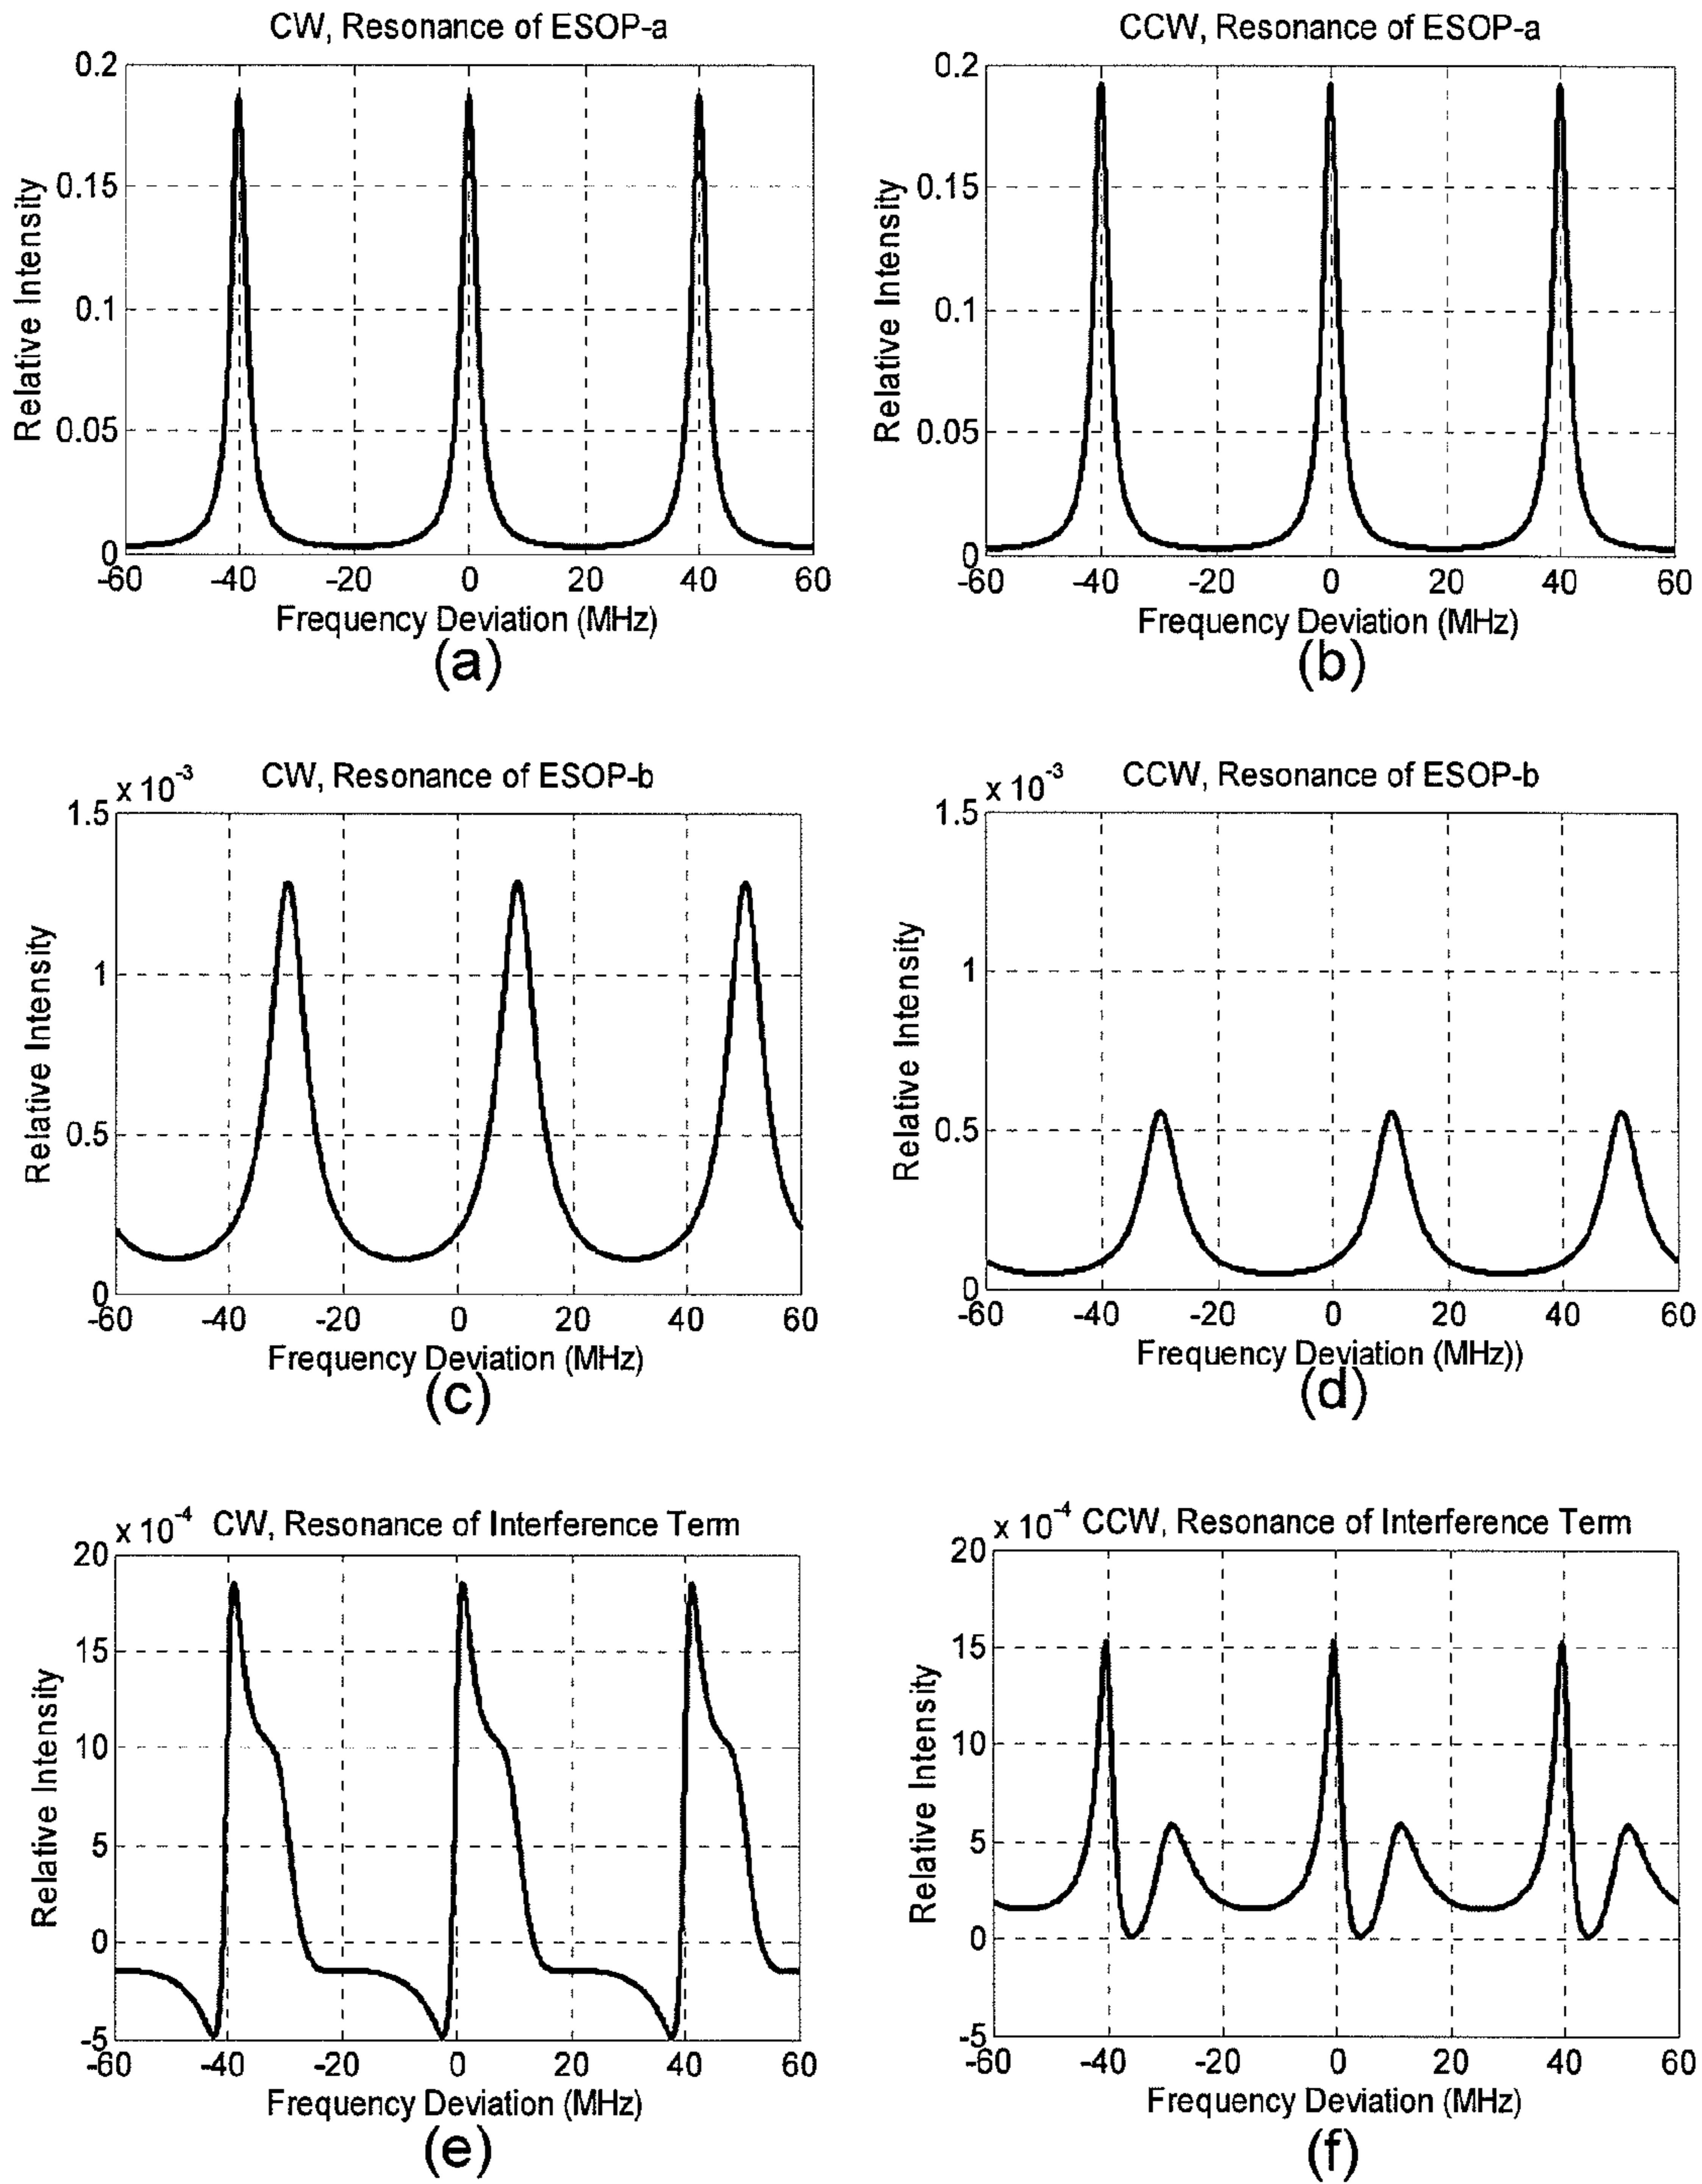 CW, Resonance of ESOP-a
0.2
0.15
0.1
0.05
0
-60 -40 -20 0 20 40 60
Relative Intensity
Frequency Deviation (MHz)
(a)
CCW, Resonance of ESOP-a
0.2
0.15
0.1
0.05
0
-60 -40 -20 0 20 40 60
Relative Intensity
Frequency Deviation (MHz)
(b)
x 10^-3 CW, Resonance of ESOP-b
1.5
1
0.5
0
-60 -40 -20 0 20 40 60
Relative Intensity
Frequency Deviation (MHz)
(c)
x 10^-3 CCW, Resonance of ESOP-b
1.5
1
0.5
0
-60 -40 -20 0 20 40 60
Relative Intensity
Frequency Deviation (MHz))
(d)
x 10^-4 CW, Resonance of Interference Term
20
15
10
5
0
-5
-60 -40 -20 0 20 40 60
Relative Intensity
Frequency Deviation (MHz)
(e)
x 10^-4 CCW, Resonance of Interference Term
20
15
10
5
0
-5
-60 -40 -20 0 20 40 60
Relative Intensity
Frequency Deviation (MHz)
(f)